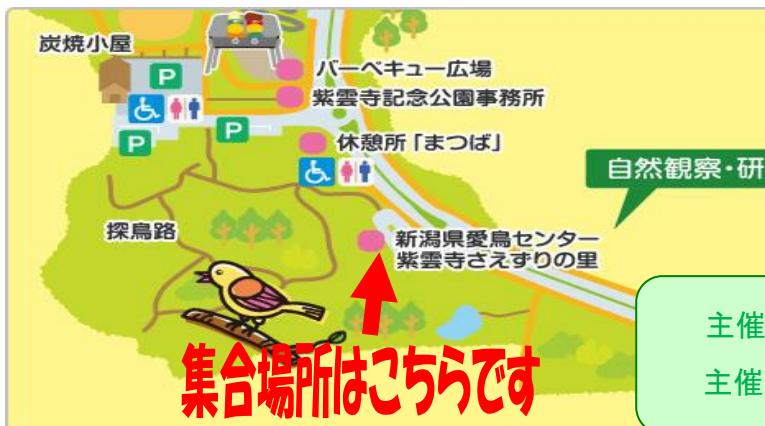 炭焼小屋
P
バーベキュー広場
紫雲寺記念公園事務所
P
P
休憩所「まつば」
自然観察・研
探鳥路
新潟県愛鳥センター
紫雲寺さえずりの里
主催
主催
集合場所はこちらです